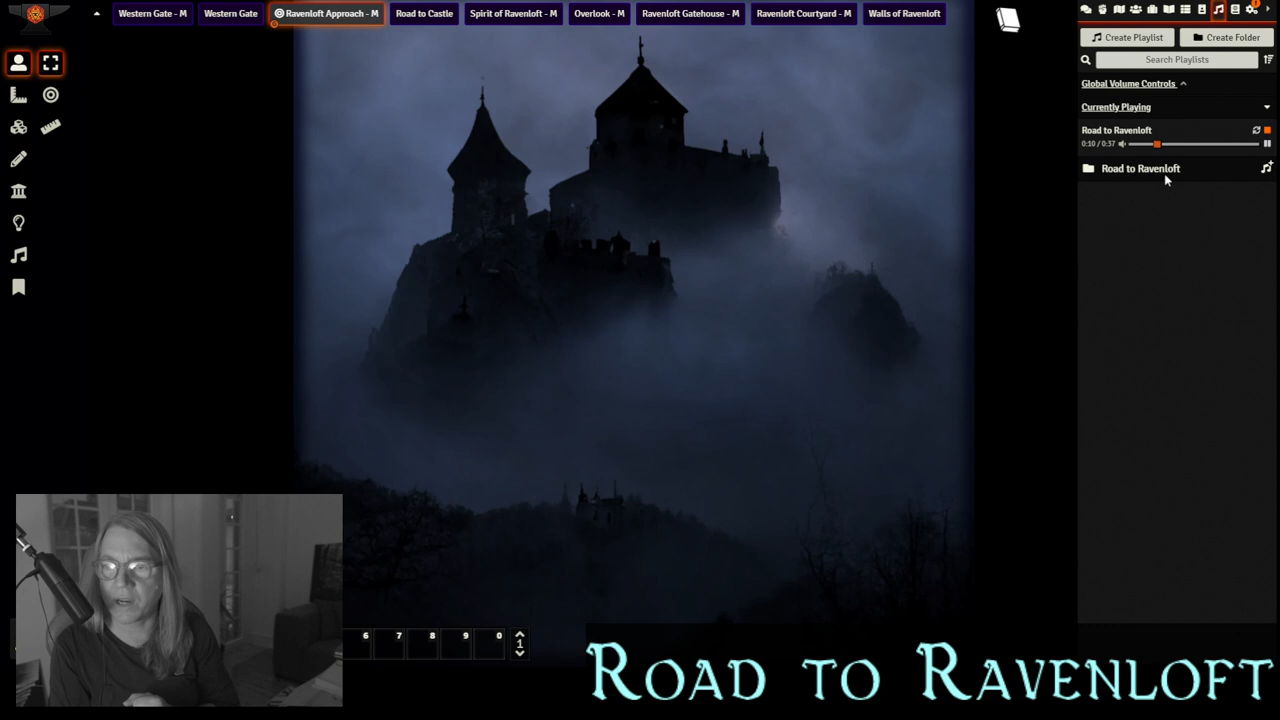 Western Gate - M
Western Gate
Ravenloft Approach - M
Road to Castle
Spirit of Ravenloft - M
Overlook - M
Ravenloft Gatehouse - M
Ravenloft Courtyard - M
Walls of Ravenloft
Create Playlist
Create Folder
Search Playlists
Global Volume Controls
Currently Playing
Road to Ravenloft
0:10 / 0:37
Road to Ravenloft
6 7 8 9 0
1
Road to Ravenloft